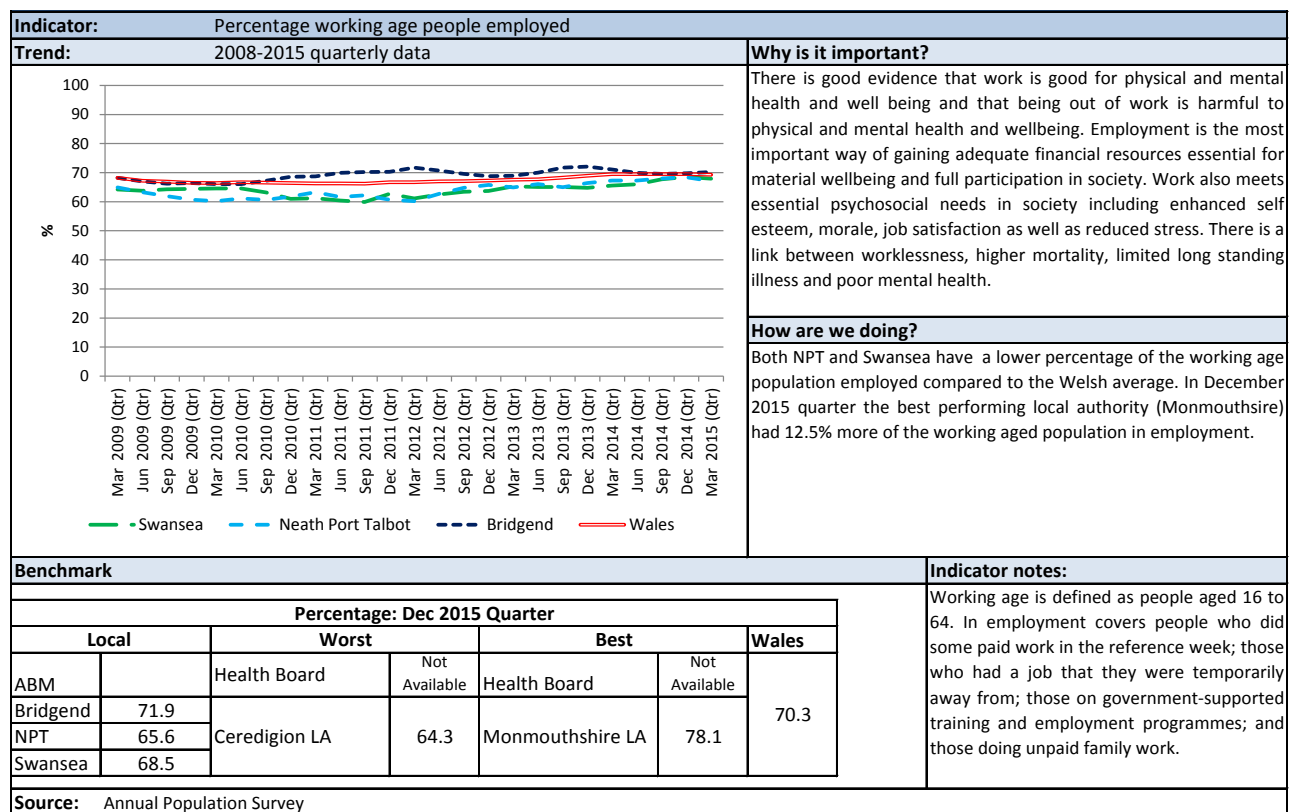 Indicator: Percentage working age people employed
Trend: 2008-2015 quarterly data
100
90
80
70
60
50
40
30
20
10
0
%
Mar 2009 (Qtr)
Jun 2009 (Qtr)
Sep 2009 (Qtr)
Dec 2009 (Qtr)
Mar 2010 (Qtr)
Jun 2010 (Qtr)
Sep 2010 (Qtr)
Dec 2010 (Qtr)
Mar 2011 (Qtr)
Jun 2011 (Qtr)
Sep 2011 (Qtr)
Dec 2011 (Qtr)
Mar 2012 (Qtr)
Jun 2012 (Qtr)
Sep 2012 (Qtr)
Dec 2012 (Qtr)
Mar 2013 (Qtr)
Jun 2013 (Qtr)
Sep 2013 (Qtr)
Dec 2013 (Qtr)
Mar 2014 (Qtr)
Jun 2014 (Qtr)
Sep 2014 (Qtr)
Dec 2014 (Qtr)
Mar 2015 (Qtr)
Swansea Neath Port Talbot Bridgend Wales
Why is it important?
There is good evidence that work is good for physical and mental
health and well being and that being out of work is harmful to
physical and mental health and wellbeing. Employment is the most
important way of gaining adequate financial resources essential for
material wellbeing and full participation in society. Work also meets
essential psychosocial needs in society including enhanced self
esteem, morale, job satisfaction as well as reduced stress. There is a
link between worklessness, higher mortality, limited long standing
illness and poor mental health.
How are we doing?
Both NPT and Swansea have a lower percentage of the working age
population employed compared to the Welsh average. In December
2015 quarter the best performing local authority (Monmouthsire)
had 12.5% more of the working aged population in employment.
Benchmark
Percentage: Dec 2015 Quarter
Local Worst Best Wales
ABM Health Board Not Available Health Board Not Available
Bridgend 71.9
NPT 65.6 Ceredigion LA 64.3 Monmouthshire LA 78.1 70.3
Swansea 68.5
Indicator notes:
Working age is defined as people aged 16 to
64. In employment covers people who did
some paid work in the reference week; those
who had a job that they were temporarily
away from; those on government-supported
training and employment programmes; and
those doing unpaid family work.
Source: Annual Population Survey